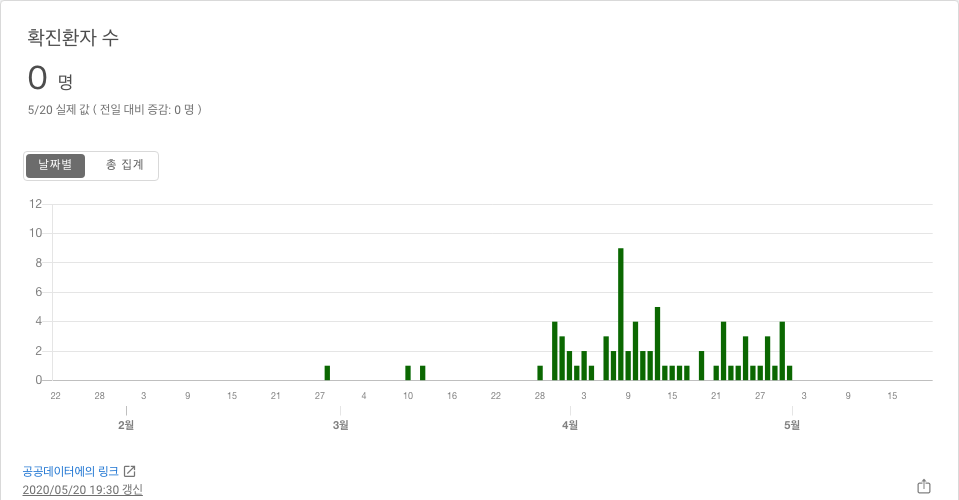 확진환자 수
0 명
5/20 실제 값 ( 전일 대비 증감: 0 명 )
날짜별 총 집계
12
10
8
6
4
2
0
22 28 3 9 15 21 27 4 10 16 22 28 3 9 15 21 27 3 9 15
2월 3월 4월 5월
공공데이터에의 링크
2020/05/20 19:30 갱신